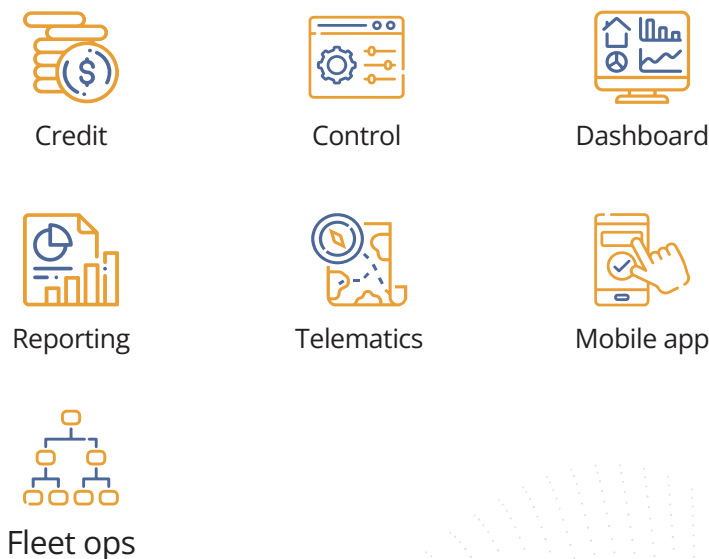 Credit
Control
Dashboard
Reporting
Telematics
Mobile app
Fleet ops